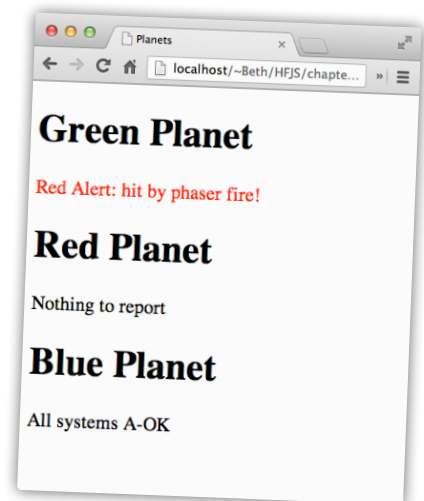 Planets
localhost/~Beth/HFJS/chapte...
Green Planet
Red Alert: hit by phaser fire!
Red Planet
Nothing to report
Blue Planet
All systems A-OK